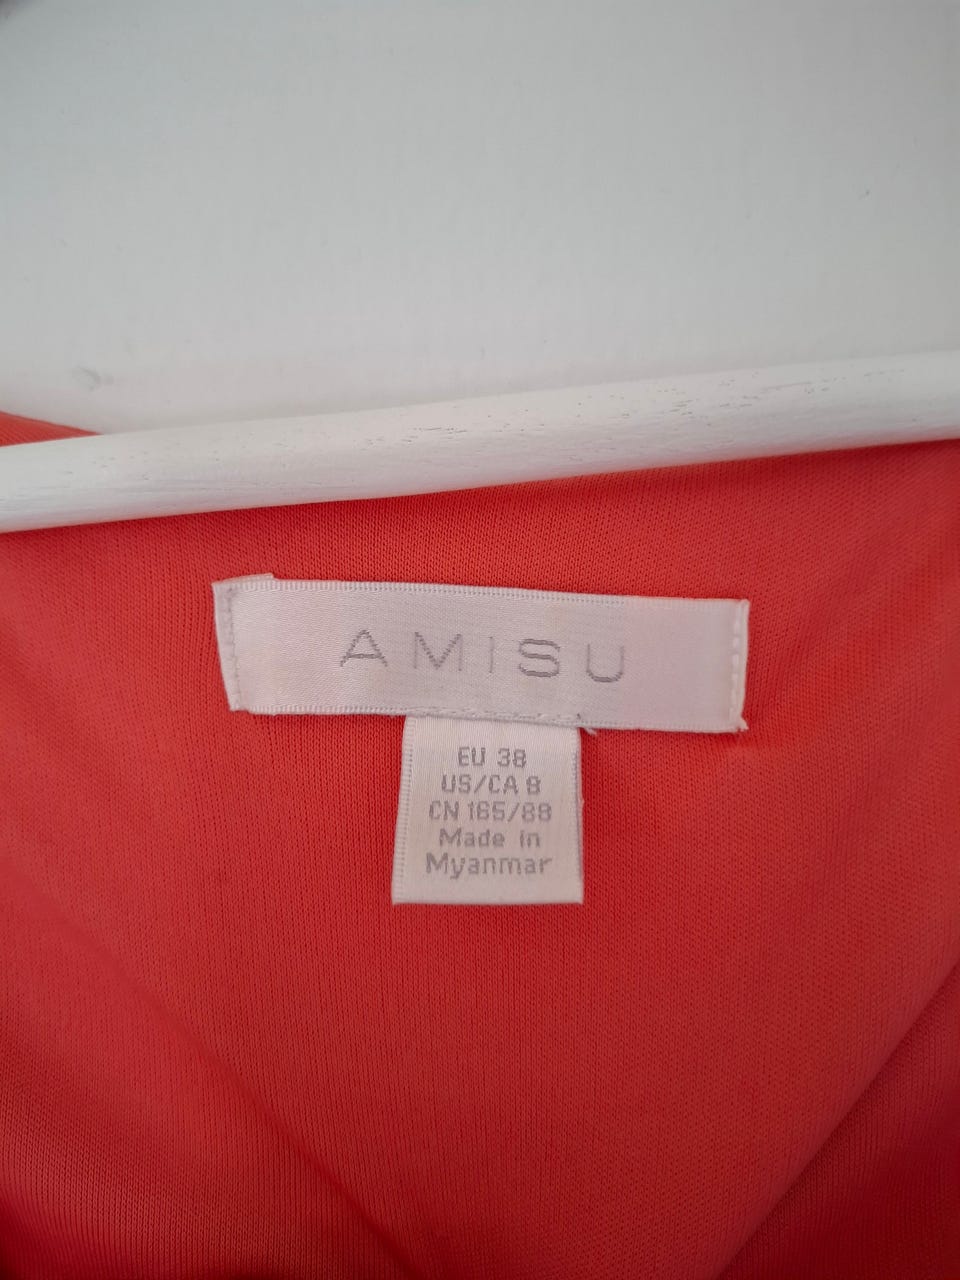 AMISU
EU 38
US/CA 8
CN 165/88
Made in
Myanmar